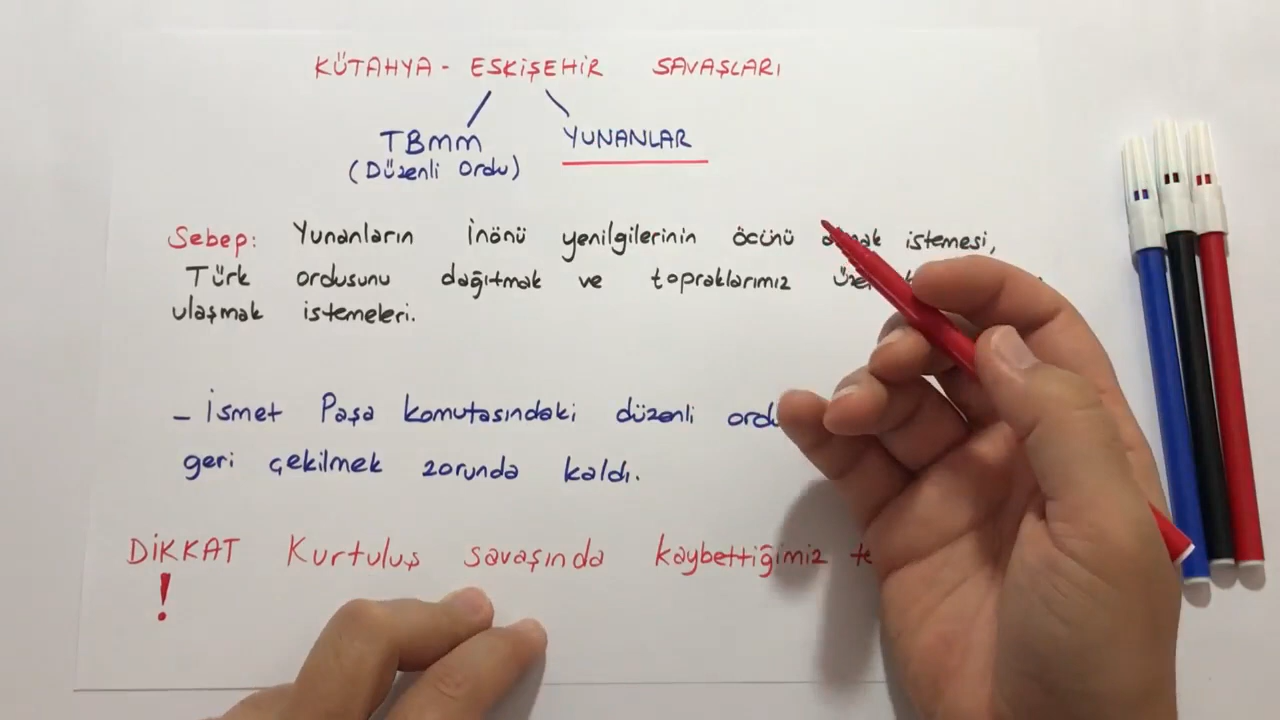 KÜTAHYA - ESKİŞEHİR SAVAŞLARI
TBMM YUNANLAR
(Düzenli Ordu)
Sebep: Yunanların İnönü yenilgilerinin öcünü almak istemesi,
Türk ordusunu dağıtmak ve topraklarımız
ulaşmak istemeleri.
- İsmet Paşa komutasındaki düzenli
geri çekilmek zorunda kaldı.
DİKKAT Kurtuluş savaşında kaybettiğimiz
!